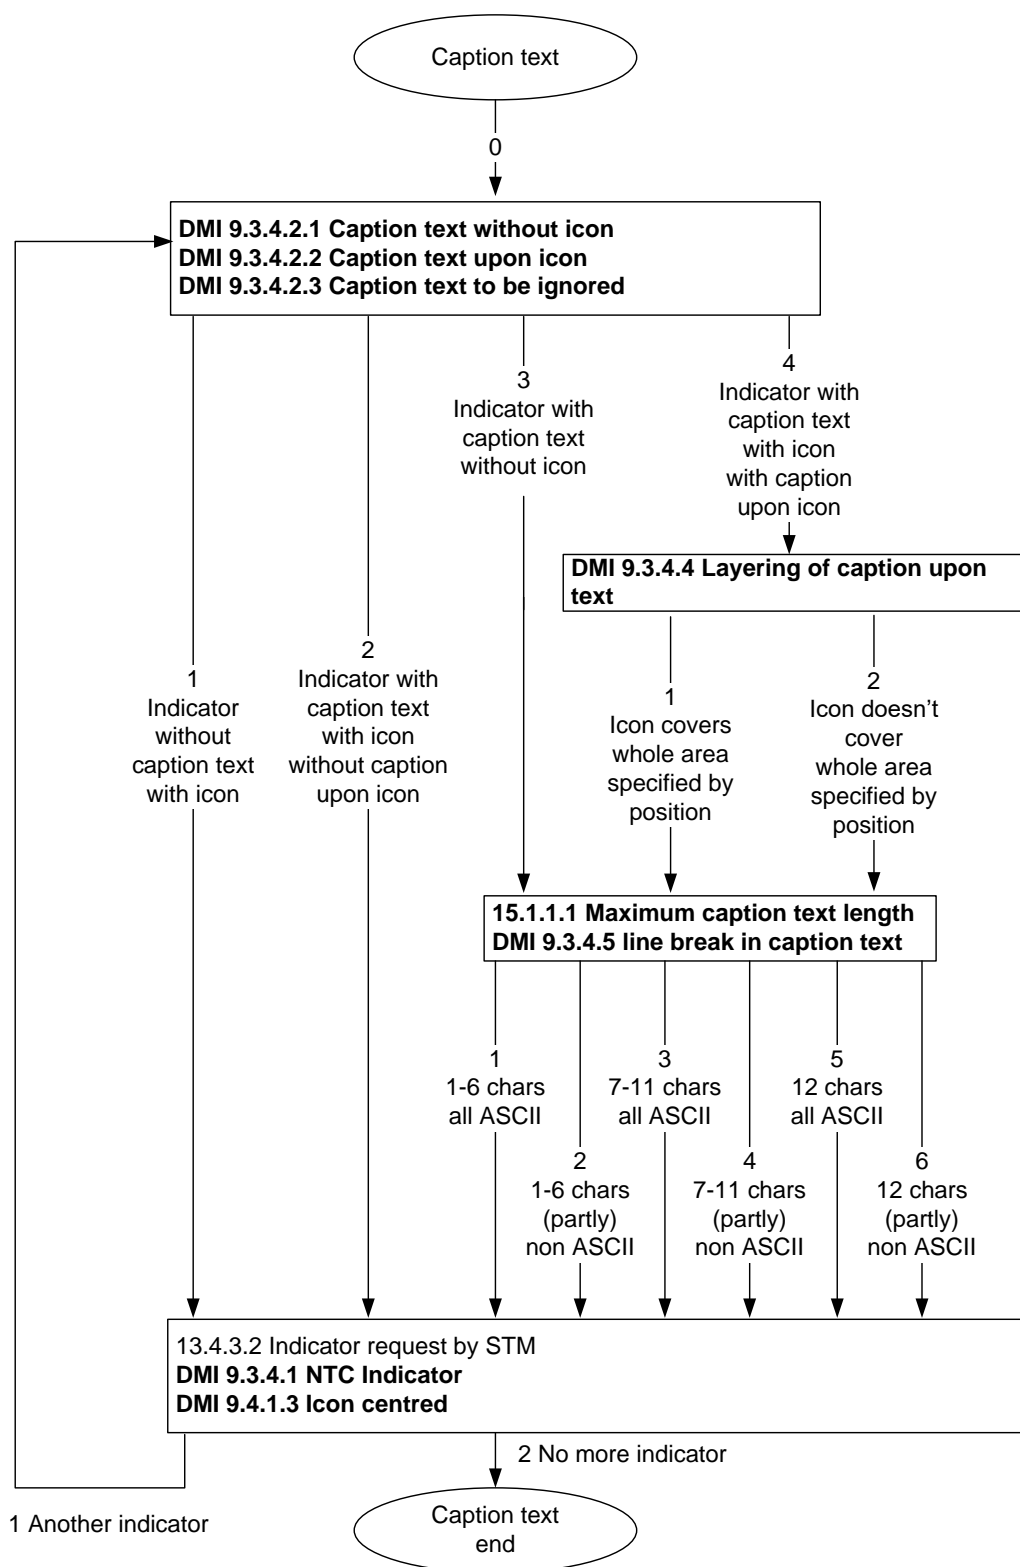 Caption text
0
DMI 9.3.4.2.1 Caption text without icon
DMI 9.3.4.2.2 Caption text upon icon
DMI 9.3.4.2.3 Caption text to be ignored
3
Indicator with
caption text
without icon
4
Indicator with
caption text
with icon
with caption
upon icon
DMI 9.3.4.4 Layering of caption upon
text
1
Indicator
without
caption text
with icon
2
Indicator with
caption text
with icon
without caption
upon icon
1
Icon covers
whole area
specified by
position
2
Icon doesn't
cover
whole area
specified by
position
15.1.1.1 Maximum caption text length
DMI 9.3.4.5 line break in caption text
1
1-6 chars
all ASCII
2
1-6 chars
(partly)
non ASCII
3
7-11 chars
all ASCII
4
7-11 chars
(partly)
non ASCII
5
12 chars
all ASCII
6
12 chars
(partly)
non ASCII
13.4.3.2 Indicator request by STM
DMI 9.3.4.1 NTC Indicator
DMI 9.4.1.3 Icon centred
2 No more indicator
1 Another indicator
Caption text
end